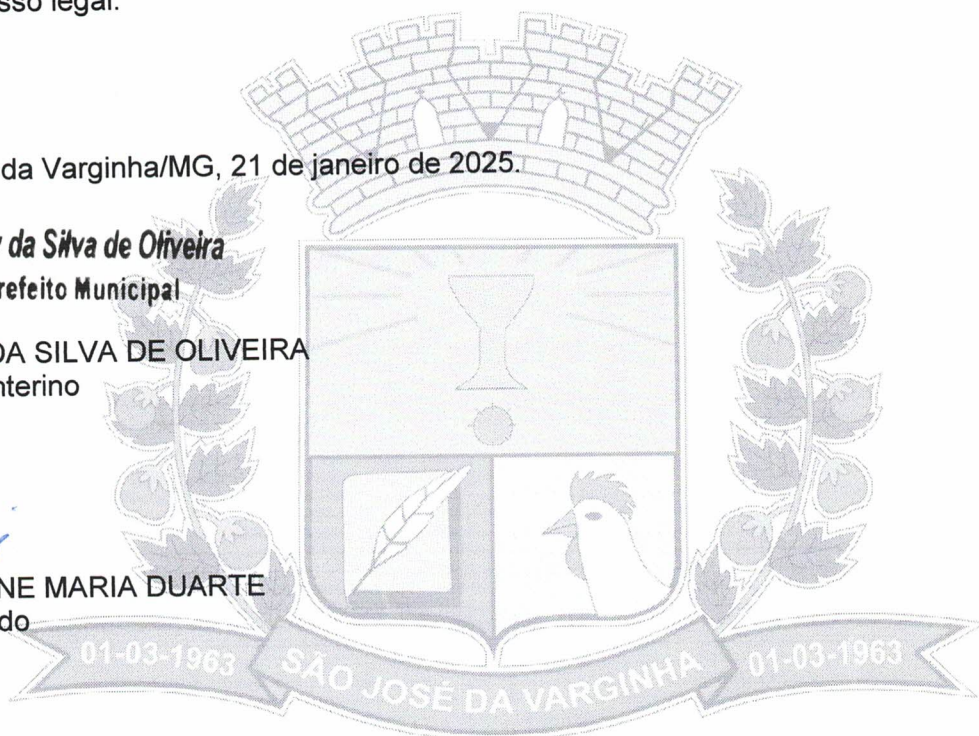 sso legal.
da Varginha/MG, 21 de janeiro de 2025.
da Silva de Oliveira
refeito Municipal
DA SILVA DE OLIVEIRA
nterino
NE MARIA DUARTE
do
01-03-1963 SÃO JOSÉ DA VARGINHA 01-03-1963